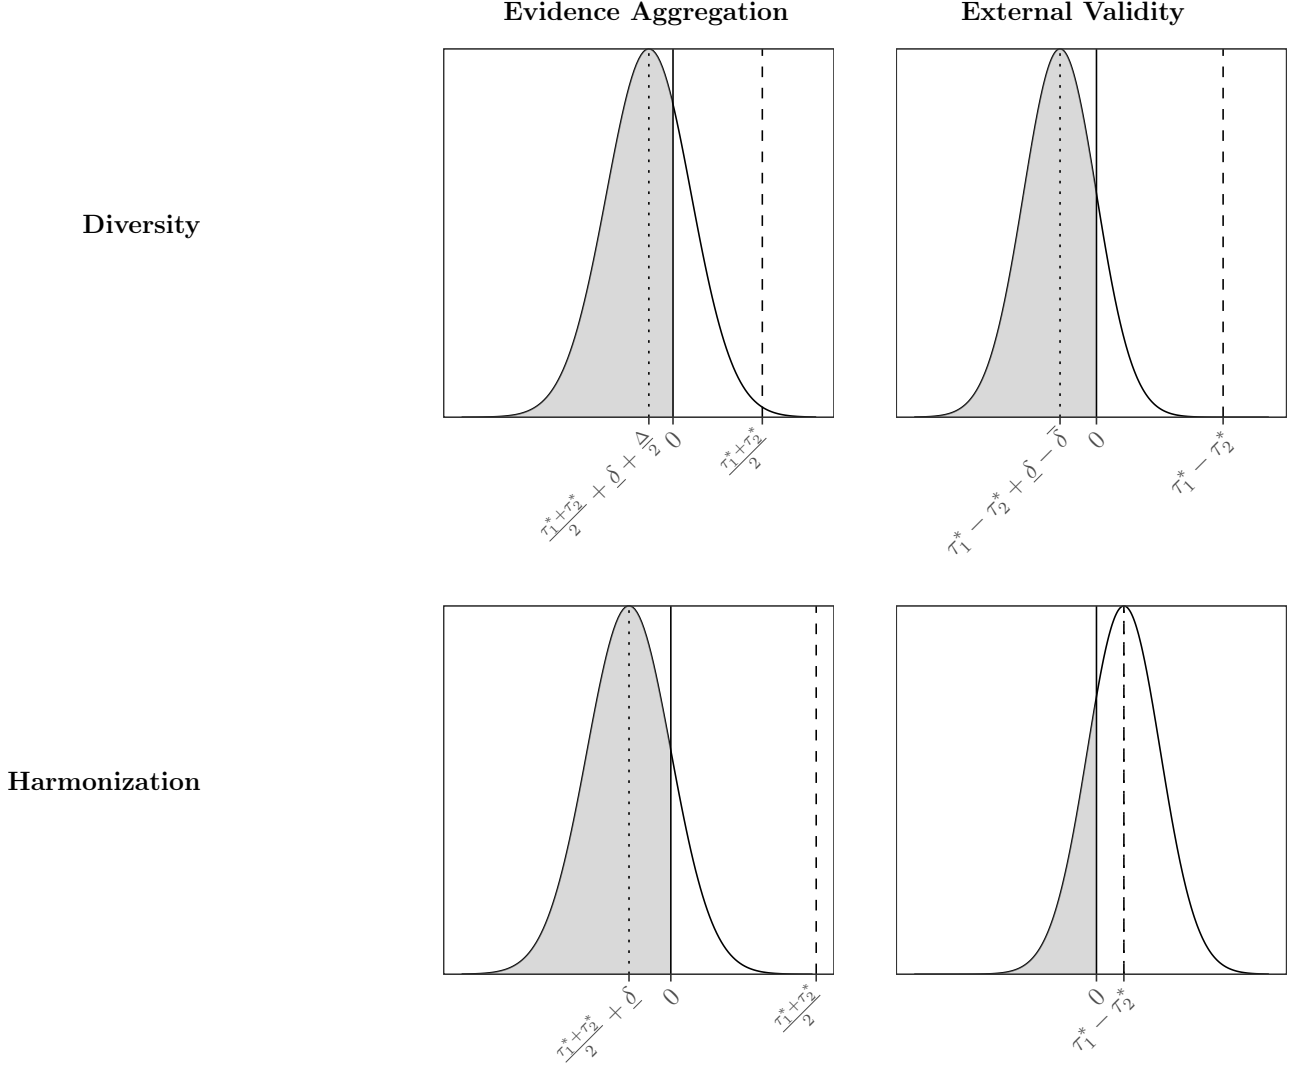 Evidence Aggregation
External Validity
Diversity
(τ₁*+τ₂*)/2 + δ̲ + Δ/2
0
(τ₁*+τ₂*)/2
τ₁* − τ₂* + δ̲ − δ̅
0
τ₁* − τ₂*
Harmonization
(τ₁*+τ₂*)/2 + δ̲
0
(τ₁*+τ₂*)/2
0
τ₁* − τ₂*